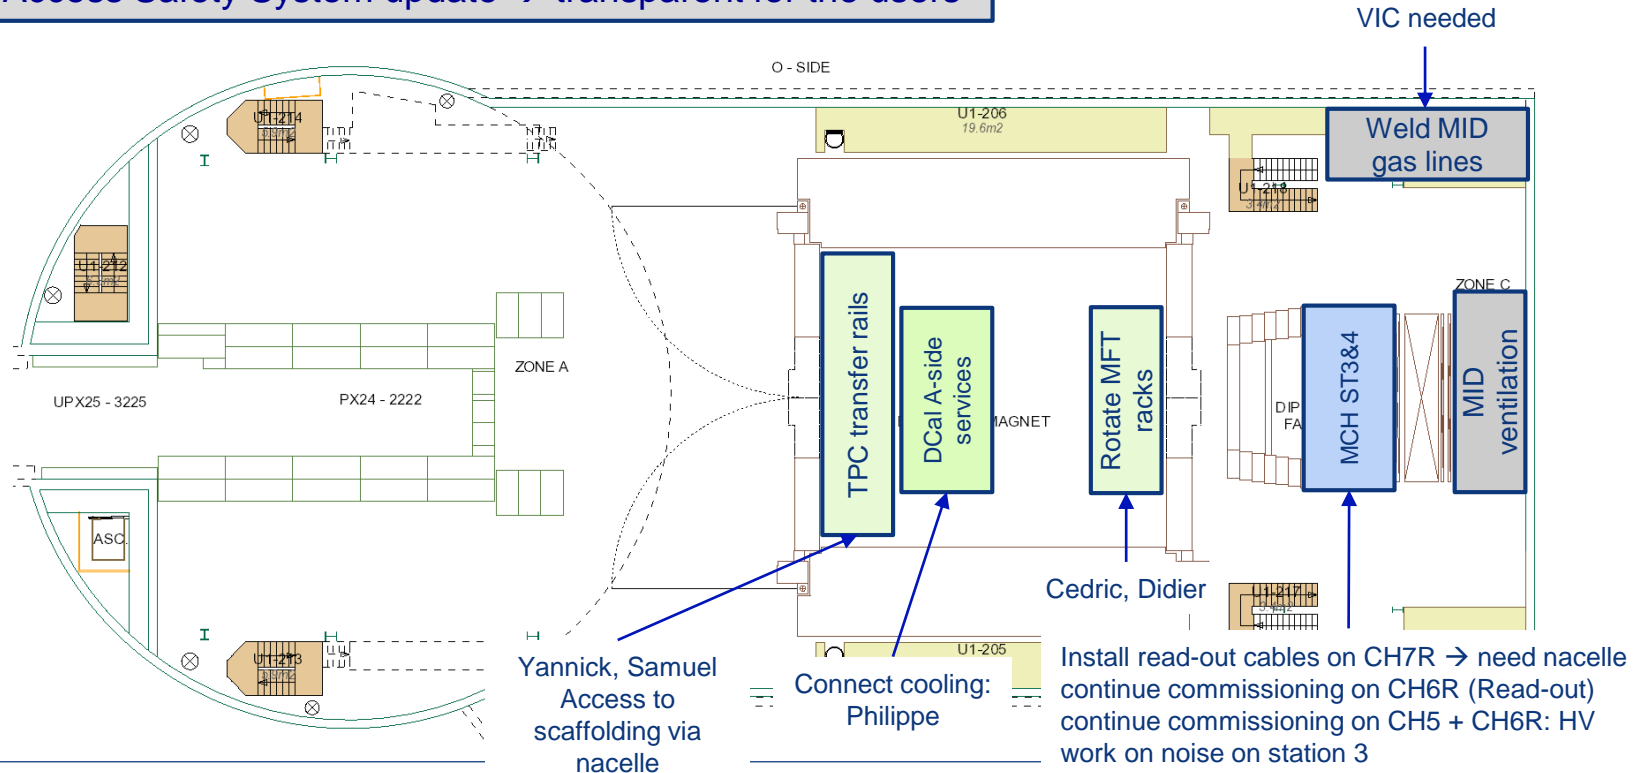 Access Safety System update → transparent for the users
VIC needed
O - SIDE
U1-214
U1-206
19.6m2
Weld MID
gas lines
U1-218
3.4m2
U1-212
ZONE C
ZONE A
UPX25 - 3225
PX24 - 2222
TPC transfer rails
DCal A-side
services
MAGNET
Rotate MFT
racks
DIP
FA
MCH ST3&4
MID
ventilation
ASC.
Cedric, Didier
U1-217
3.4m2
U1-213
U1-205
Yannick, Samuel
Access to
scaffolding via
nacelle
Connect cooling:
Philippe
Install read-out cables on CH7R → need nacelle
continue commissioning on CH6R (Read-out)
continue commissioning on CH5 + CH6R: HV
work on noise on station 3